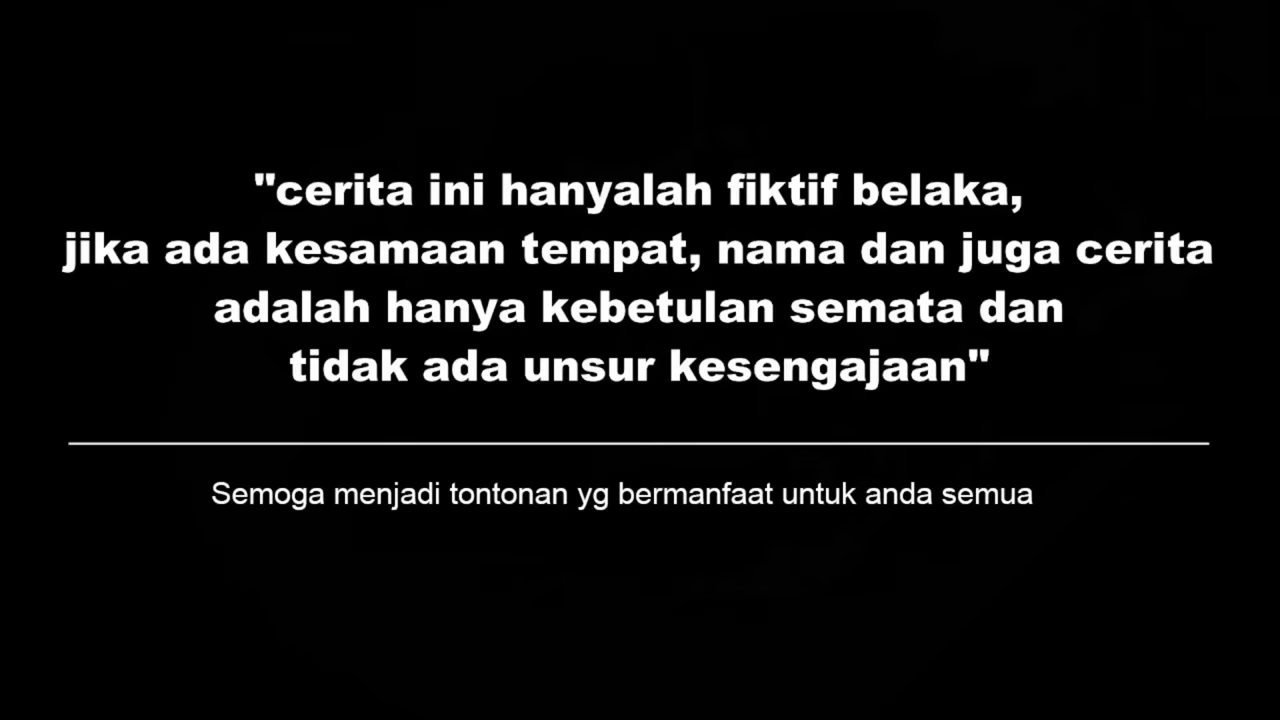 "cerita ini hanyalah fiktif belaka,
jika ada kesamaan tempat, nama dan juga cerita
adalah hanya kebetulan semata dan
tidak ada unsur kesengajaan"
Semoga menjadi tontonan yg bermanfaat untuk anda semua